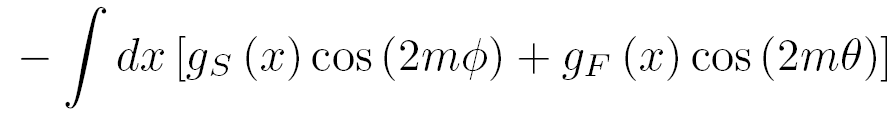 − ∫ dx [g_S (x) cos (2mϕ) + g_F (x) cos (2mθ)]